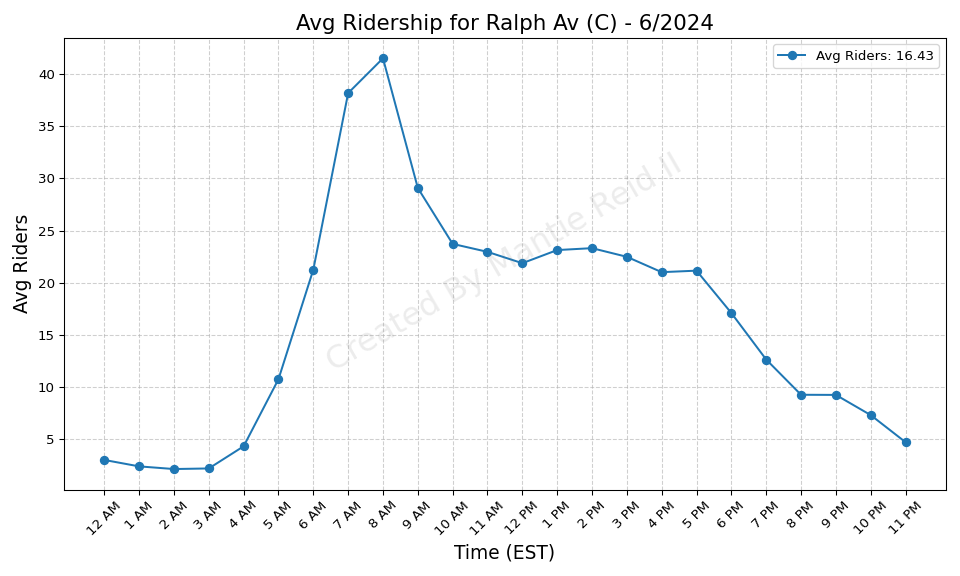 Avg Ridership for Ralph Av (C) - 6/2024
Avg Riders: 16.43
Avg Riders
40
35
30
25
20
15
10
5
Created By Mantie Reid II
12 AM
1 AM
2 AM
3 AM
4 AM
5 AM
6 AM
7 AM
8 AM
9 AM
10 AM
11 AM
12 PM
1 PM
2 PM
3 PM
4 PM
5 PM
6 PM
7 PM
8 PM
9 PM
10 PM
11 PM
Time (EST)